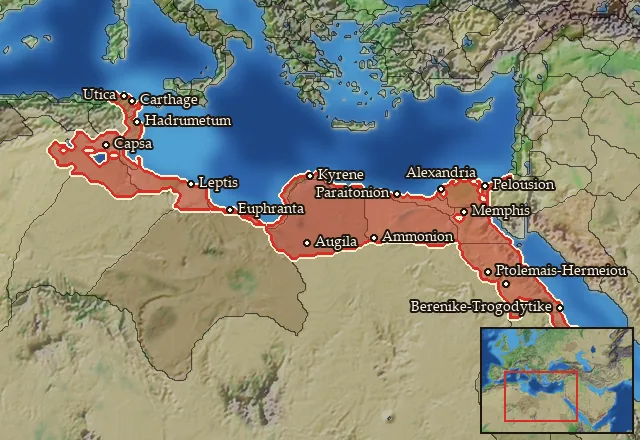 Utica
Carthage
Hadrumetum
Capsa
Leptis
Euphranta
Kyrene
Augila
Paraitonion
Ammonion
Alexandria
Pelousion
Memphis
Ptolemais-Hermeiou
Berenike-Trogodytike